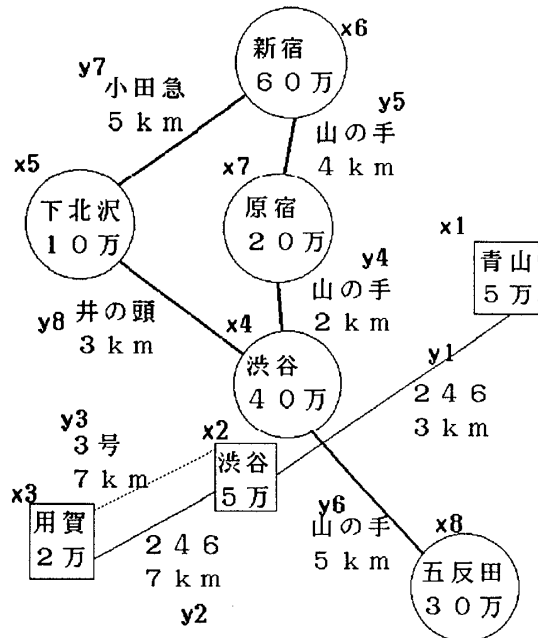 x6
新宿
60万
y7
小田急
5km
y5
山の手
4km
x5
下北沢
10万
x7
原宿
20万
x1
青山
5万
y4
山の手
2km
y8 井の頭
3km
x4
渋谷
40万
y1
246
3km
y3
3号
7km
x2
渋谷
5万
x3
用賀
2万
246
7km
y2
y6
山の手
5km
x8
五反田
30万